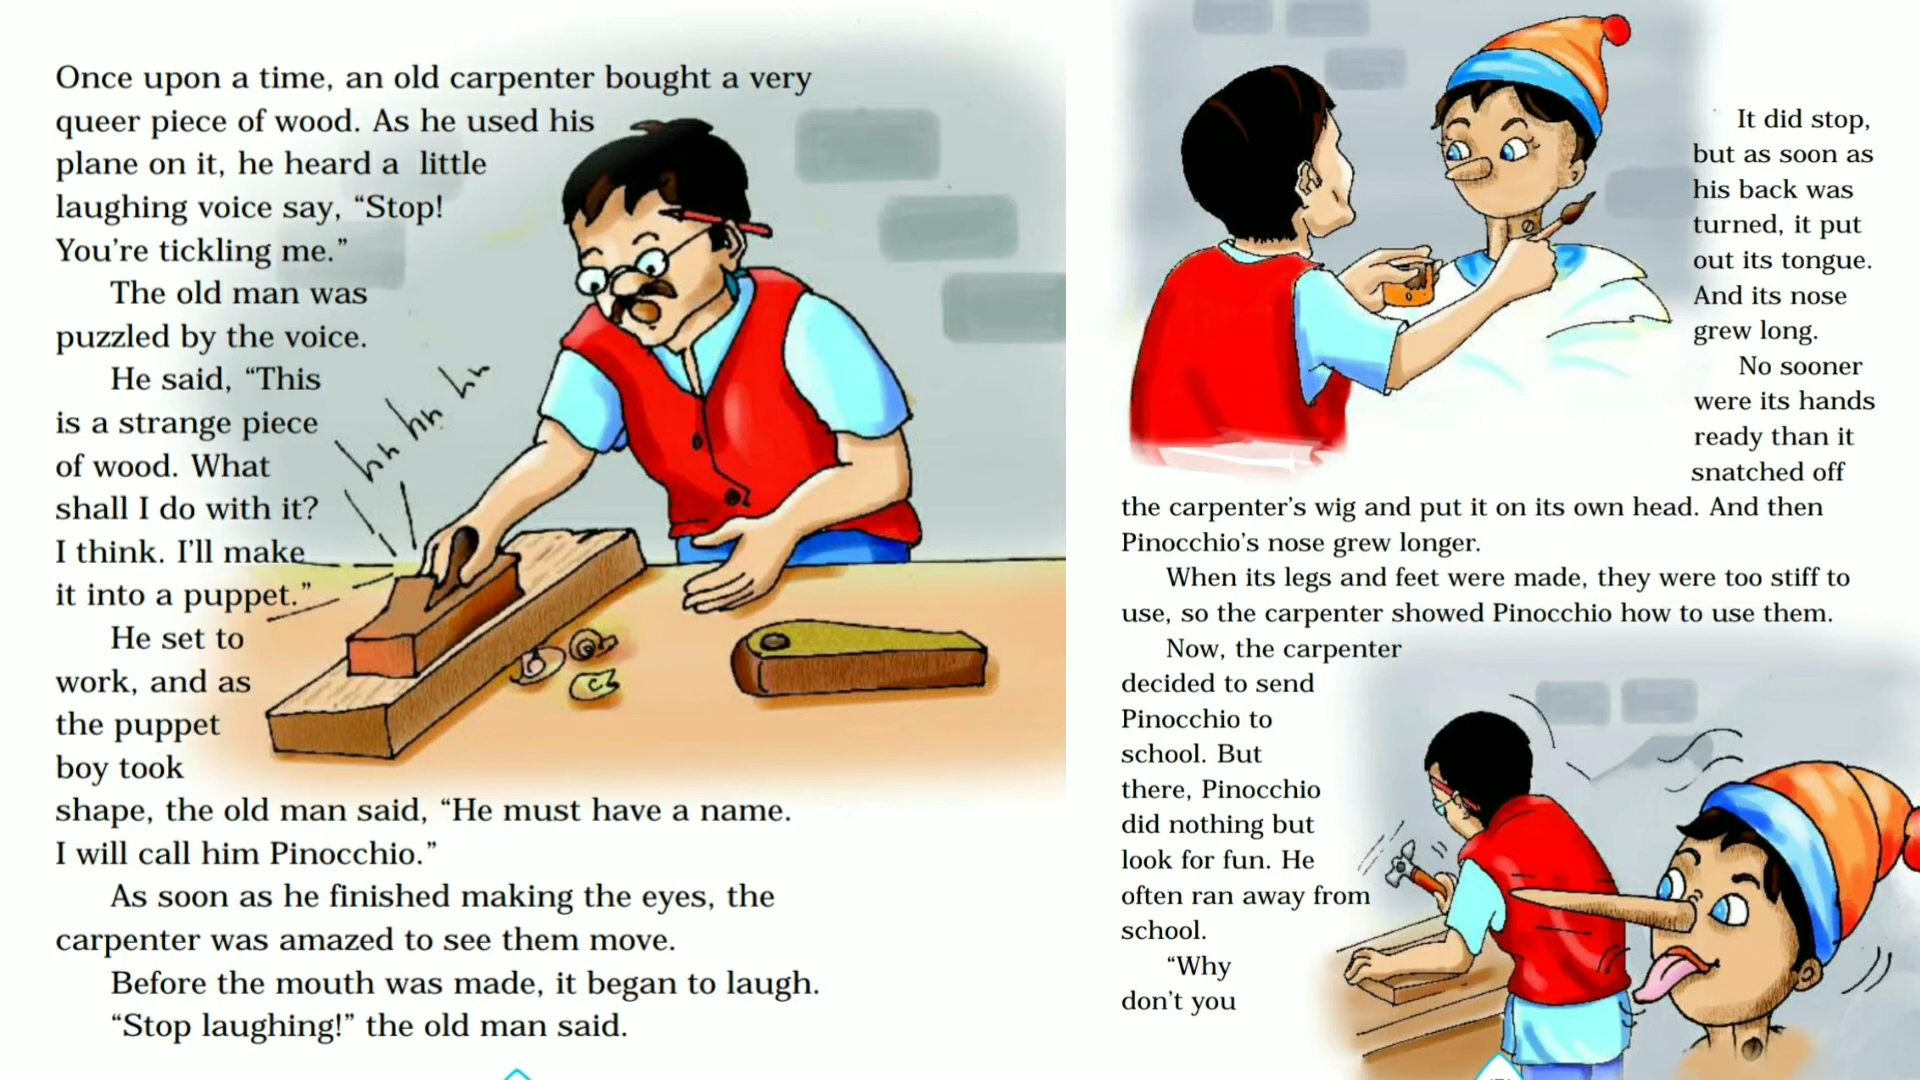 Once upon a time, an old carpenter bought a very
queer piece of wood. As he used his
plane on it, he heard a little
laughing voice say, “Stop!
You’re tickling me.”
The old man was
puzzled by the voice.
He said, “This
is a strange piece
of wood. What
shall I do with it?
I think. I’ll make
it into a puppet.”
He set to
work, and as
the puppet
boy took
shape, the old man said, “He must have a name.
I will call him Pinocchio.”
As soon as he finished making the eyes, the
carpenter was amazed to see them move.
Before the mouth was made, it began to laugh.
“Stop laughing!” the old man said.
hh hh hh
It did stop,
but as soon as
his back was
turned, it put
out its tongue.
And its nose
grew long.
No sooner
were its hands
ready than it
snatched off
the carpenter’s wig and put it on its own head. And then
Pinocchio’s nose grew longer.
When its legs and feet were made, they were too stiff to
use, so the carpenter showed Pinocchio how to use them.
Now, the carpenter
decided to send
Pinocchio to
school. But
there, Pinocchio
did nothing but
look for fun. He
often ran away from
school.
“Why
don’t you